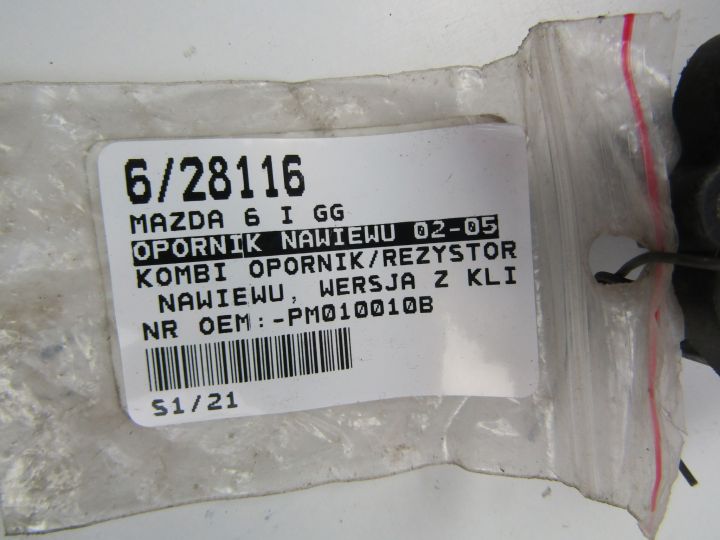 6/28116
MAZDA 6 I GG
OPORNIK NAWIEWU 02-05
KOMBI OPORNIK/REZYSTOR
NAWIEWU, WERSJA Z KLI
NR OEM:-PM010010B
S1/21